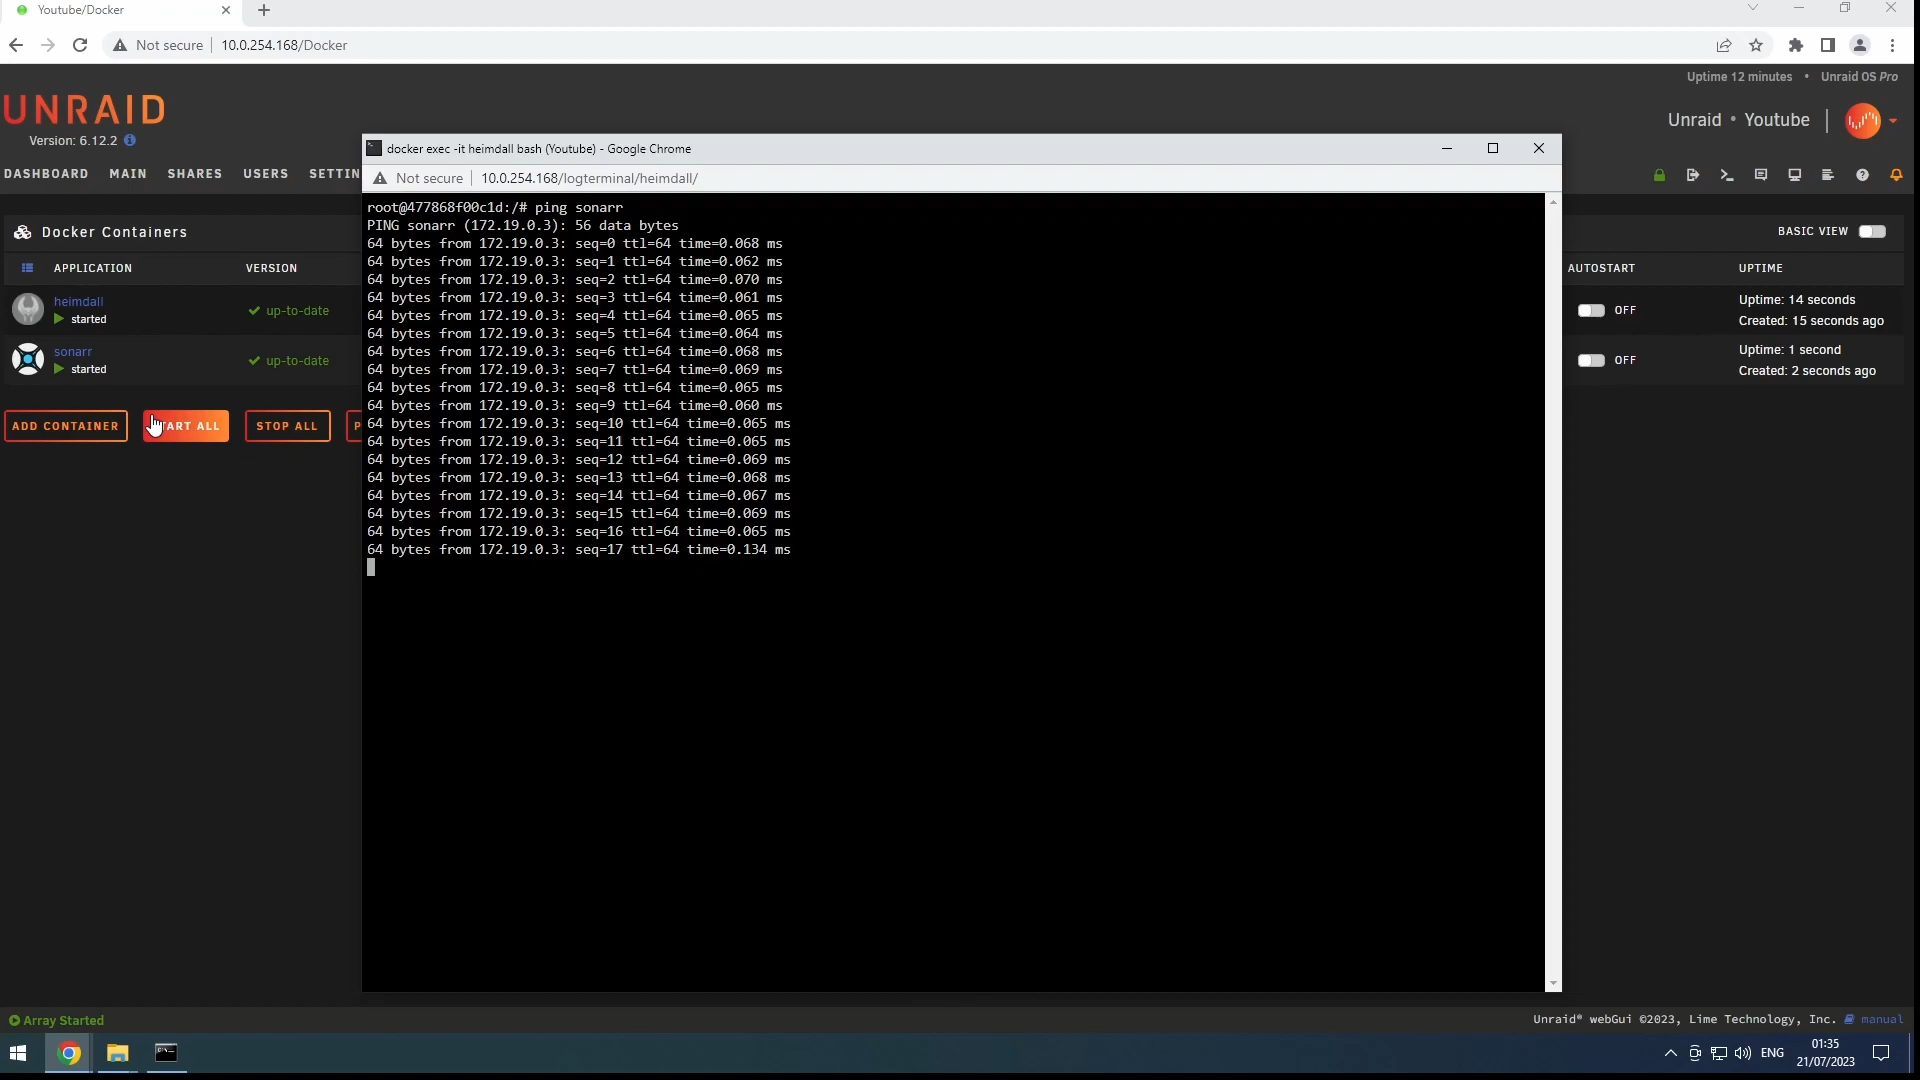 Youtube/Docker
Not secure
10.0.254.168/Docker
Uptime 12 minutes • Unraid OS Pro
UNRAID
Version: 6.12.2
Unraid • Youtube
DASHBOARD MAIN SHARES USERS SETTIN
docker exec -it heimdall bash (Youtube) - Google Chrome
Not secure
10.0.254.168/logterminal/heimdall/
Docker Containers
BASIC VIEW
APPLICATION VERSION
AUTOSTART UPTIME
heimdall
started
up-to-date
OFF
Uptime: 14 seconds
Created: 15 seconds ago
sonarr
started
up-to-date
OFF
Uptime: 1 second
Created: 2 seconds ago
ADD CONTAINER
ART ALL
STOP ALL
P
root@477868f00c1d:/# ping sonarr
PING sonarr (172.19.0.3): 56 data bytes
64 bytes from 172.19.0.3: seq=0 ttl=64 time=0.068 ms
64 bytes from 172.19.0.3: seq=1 ttl=64 time=0.062 ms
64 bytes from 172.19.0.3: seq=2 ttl=64 time=0.070 ms
64 bytes from 172.19.0.3: seq=3 ttl=64 time=0.061 ms
64 bytes from 172.19.0.3: seq=4 ttl=64 time=0.065 ms
64 bytes from 172.19.0.3: seq=5 ttl=64 time=0.064 ms
64 bytes from 172.19.0.3: seq=6 ttl=64 time=0.068 ms
64 bytes from 172.19.0.3: seq=7 ttl=64 time=0.069 ms
64 bytes from 172.19.0.3: seq=8 ttl=64 time=0.065 ms
64 bytes from 172.19.0.3: seq=9 ttl=64 time=0.060 ms
64 bytes from 172.19.0.3: seq=10 ttl=64 time=0.065 ms
64 bytes from 172.19.0.3: seq=11 ttl=64 time=0.065 ms
64 bytes from 172.19.0.3: seq=12 ttl=64 time=0.069 ms
64 bytes from 172.19.0.3: seq=13 ttl=64 time=0.068 ms
64 bytes from 172.19.0.3: seq=14 ttl=64 time=0.067 ms
64 bytes from 172.19.0.3: seq=15 ttl=64 time=0.069 ms
64 bytes from 172.19.0.3: seq=16 ttl=64 time=0.065 ms
64 bytes from 172.19.0.3: seq=17 ttl=64 time=0.134 ms
Array Started
Unraid® webGui ©2023, Lime Technology, Inc. manual
ENG
01:35
21/07/2023